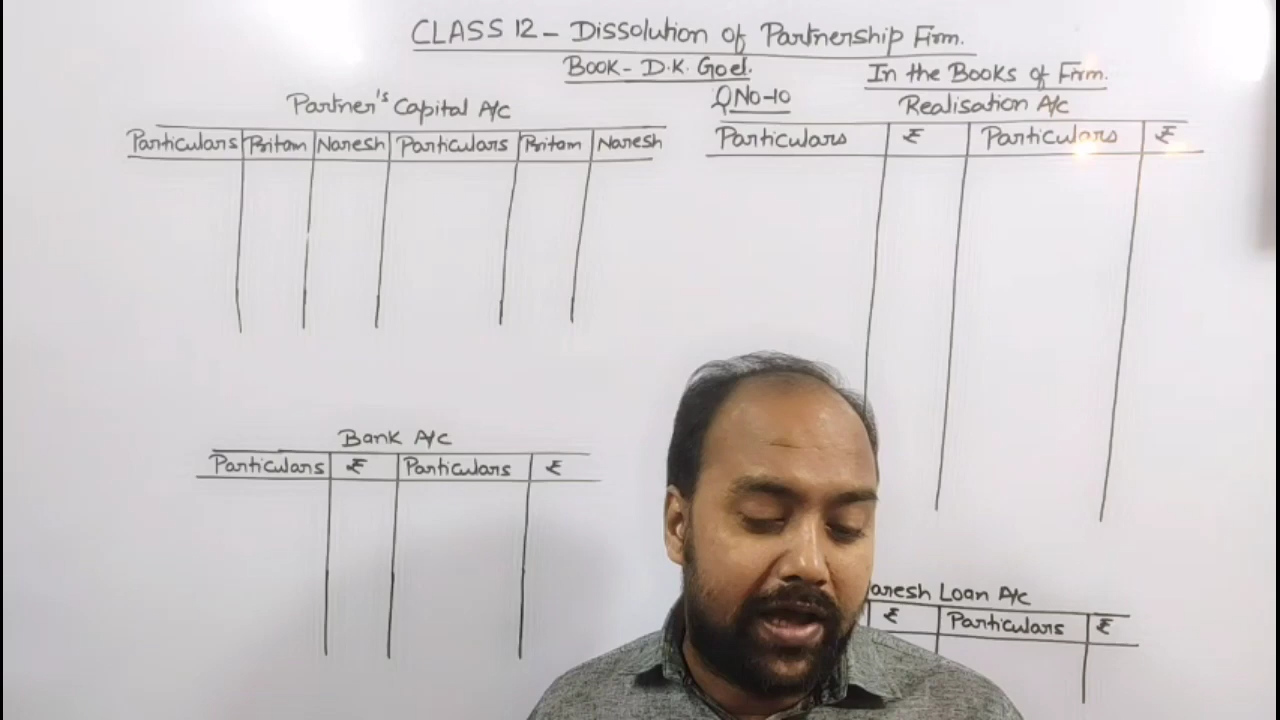 CLASS 12 - Dissolution of Partnership Firm.
Book - D.K. Goel.
In the Books of Firm.
QNo-10
Partner's Capital A/c
Particulars Pritam Naresh Particulars Pritam Naresh
Realisation A/c
Particulars ₹ Particulars ₹
Bank A/c
Particulars ₹ Particulars ₹
aresh Loan A/c
₹ Particulars ₹